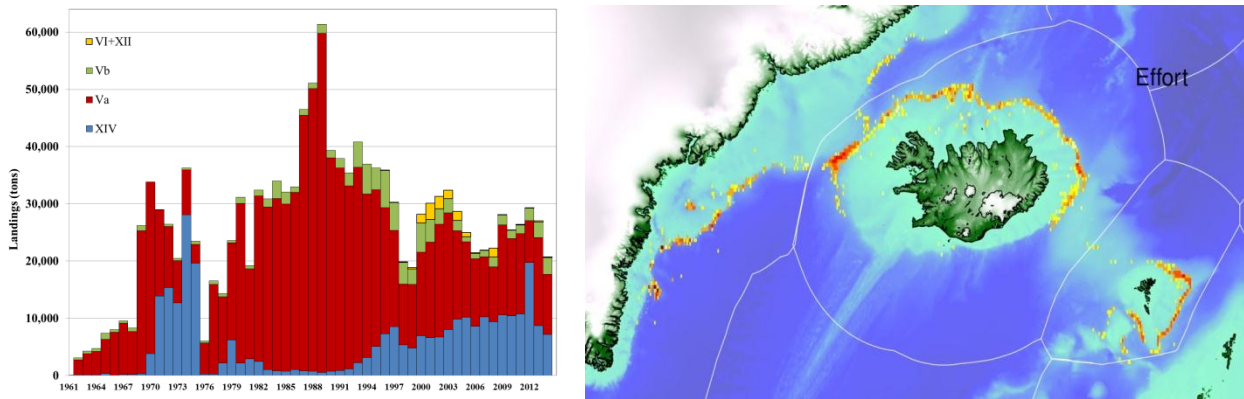 60,000
50,000
40,000
30,000
20,000
10,000
0
Landings (tons)
VI+XII
Vb
Va
XIV
1961 1964 1967 1970 1973 1976 1979 1982 1985 1988 1991 1994 1997 2000 2003 2006 2009 2012
Effort